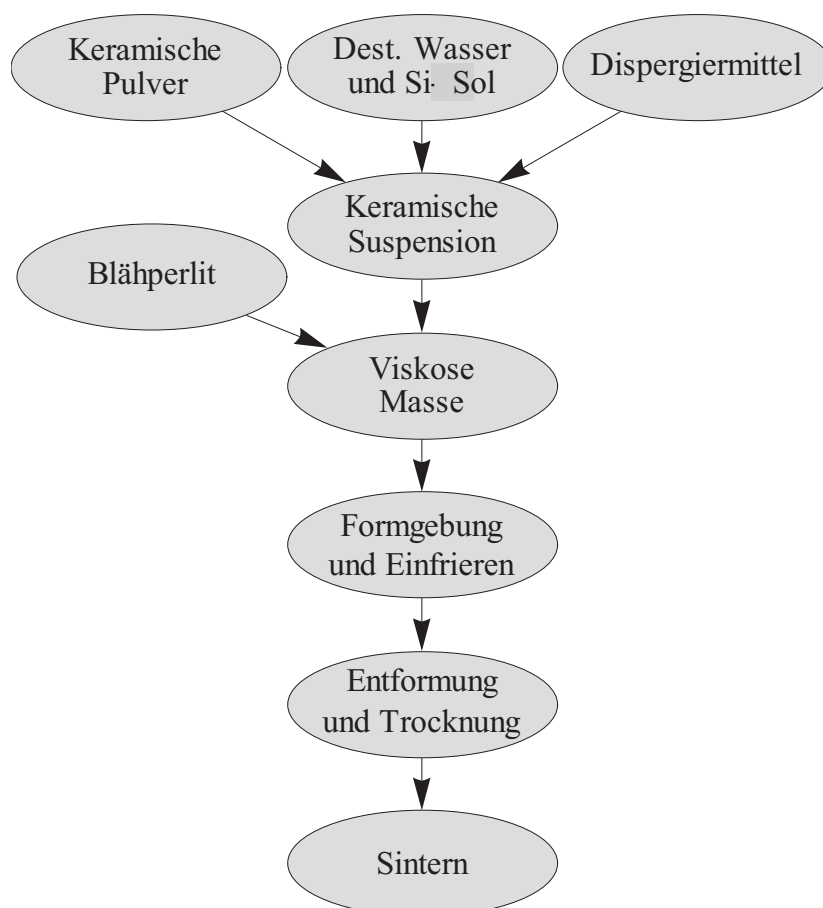 Keramische
Pulver
Dest. Wasser
und Si- Sol
Dispergiermittel
Keramische
Suspension
Blähperlit
Viskose
Masse
Formgebung
und Einfrieren
Entformung
und Trocknung
Sintern